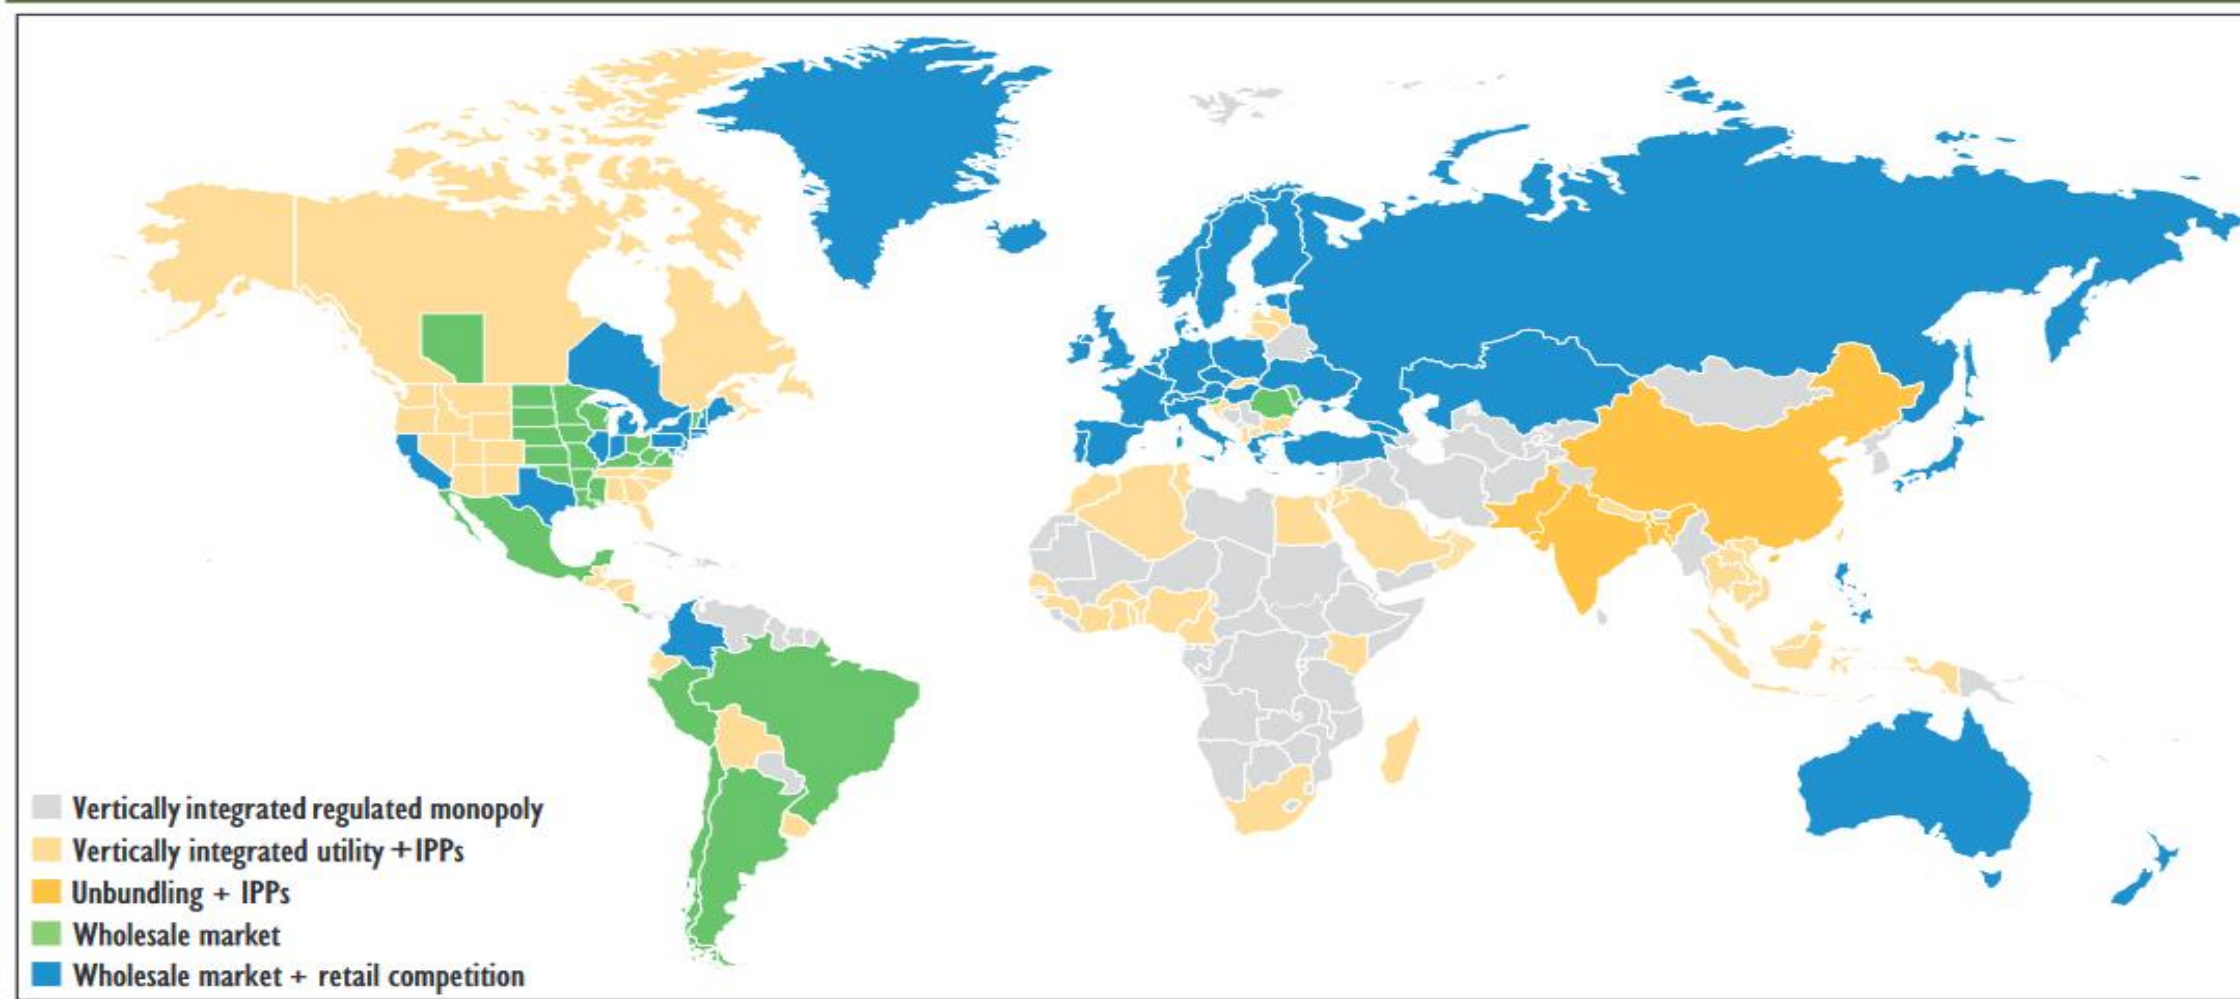 Vertically integrated regulated monopoly
Vertically integrated utility +IPPs
Unbundling + IPPs
Wholesale market
Wholesale market + retail competition